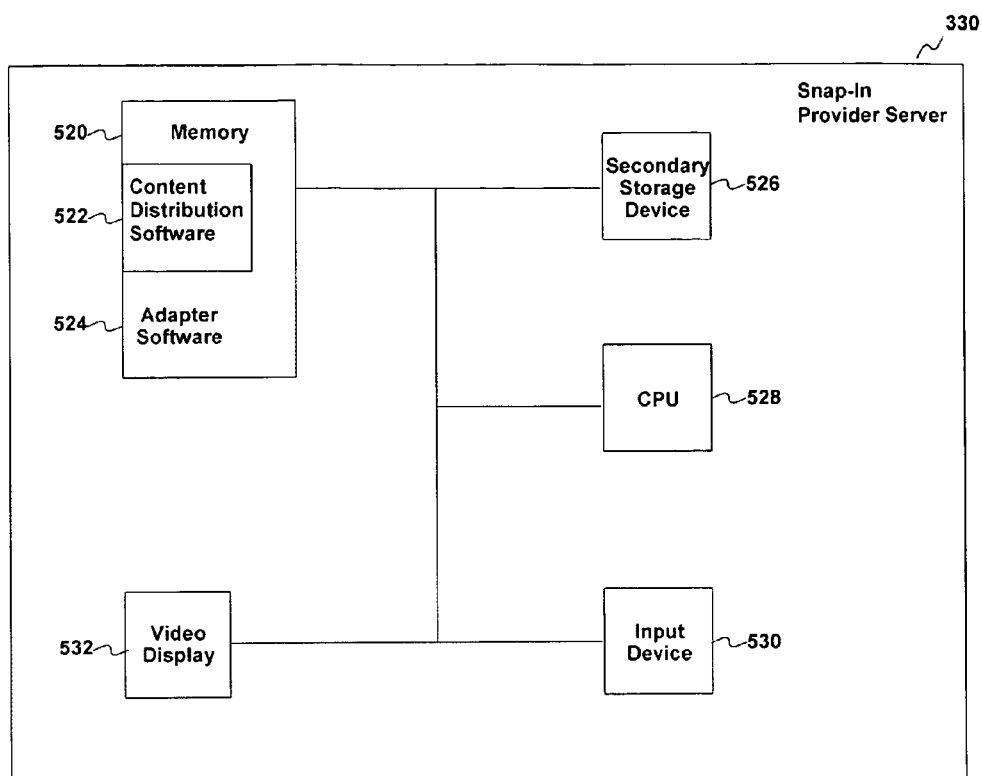 330
Snap-In
Provider Server
520
Memory
522
Content
Distribution
Software
524
Adapter
Software
Secondary
Storage
Device
526
CPU
528
532
Video
Display
Input
Device
530